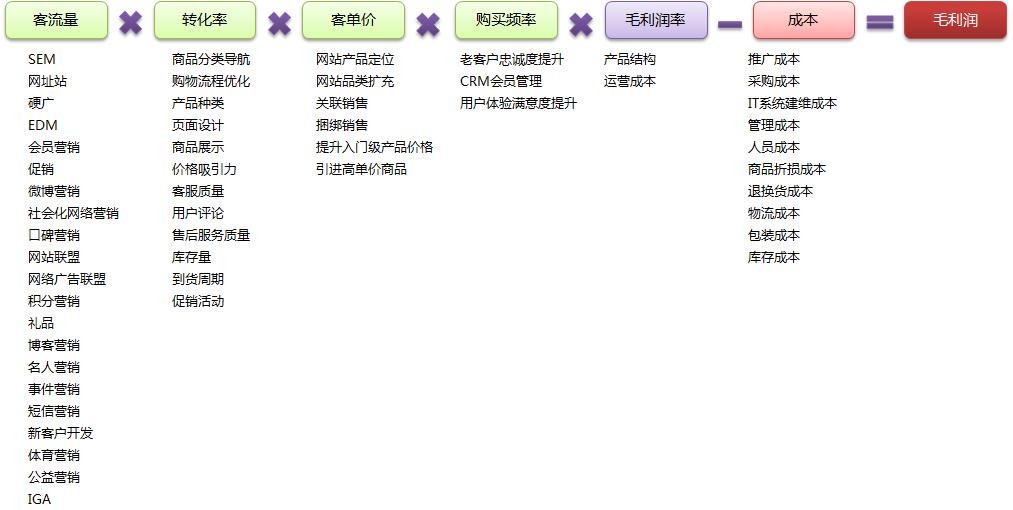 客流量
转化率
客单价
购买频率
毛利润率
成本
毛利润
SEM
网址站
硬广
EDM
会员营销
促销
微博营销
社会化网络营销
口碑营销
网站联盟
网络广告联盟
积分营销
礼品
博客营销
名人营销
事件营销
短信营销
新客户开发
体育营销
公益营销
IGA
商品分类导航
购物流程优化
产品种类
页面设计
商品展示
价格吸引力
客服质量
用户评论
售后服务质量
库存量
到货周期
促销活动
网站产品定位
网站品类扩充
关联销售
捆绑销售
提升入门级产品价格
引进高单价商品
老客户忠诚度提升
CRM会员管理
用户体验满意度提升
产品结构
运营成本
推广成本
采购成本
IT系统建维成本
管理成本
人员成本
商品折损成本
退换货成本
物流成本
包装成本
库存成本